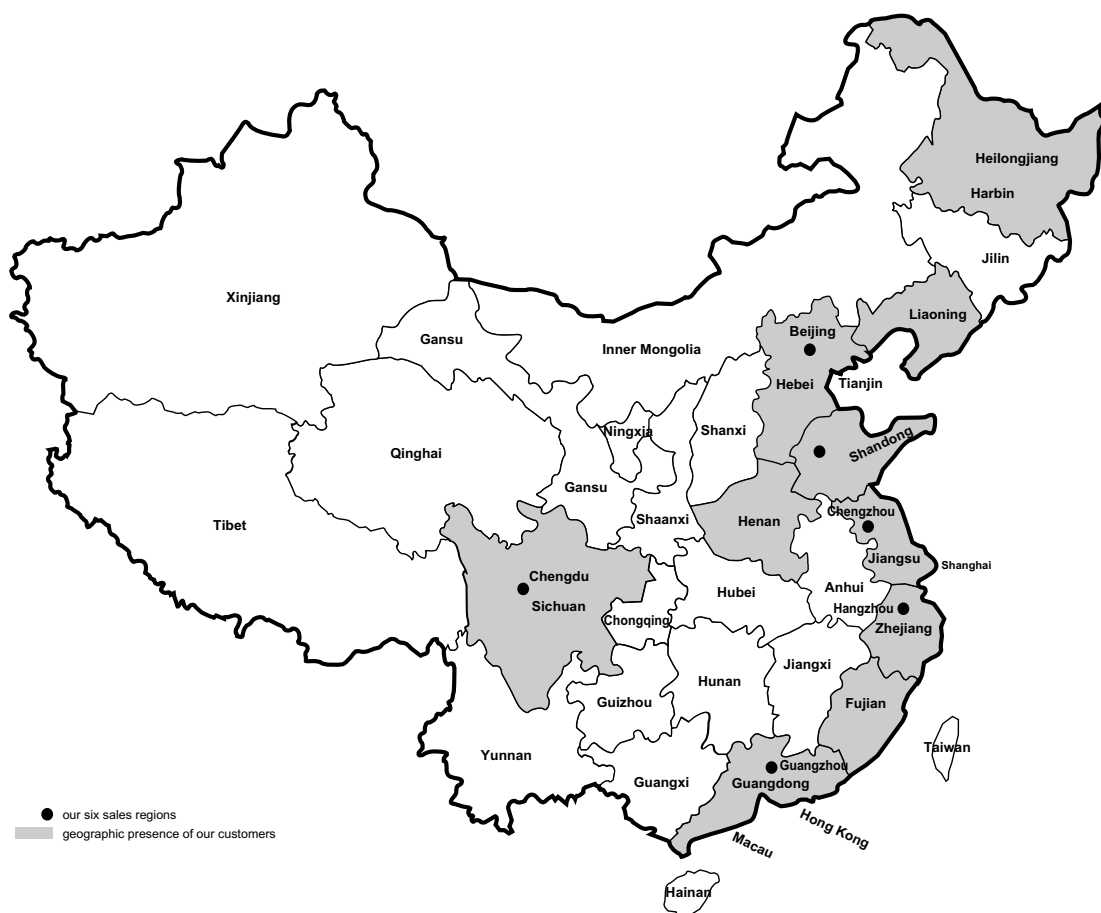 Heilongjiang
Harbin
Jilin
Xinjiang
Liaoning
Beijing
Gansu
Inner Mongolia
Hebei
Tianjin
Ningxia
Shanxi
Shandong
Qinghai
Gansu
Chengzhou
Shaanxi
Henan
Tibet
Jiangsu
Shanghai
Chengdu
Sichuan
Hubei
Anhui
Hangzhou
Chongqing
Zhejiang
Jiangxi
Hunan
Guizhou
Fujian
Taiwan
Yunnan
Guangzhou
Guangxi
Guangdong
our six sales regions
Hong Kong
geographic presence of our customers
Macau
Hainan